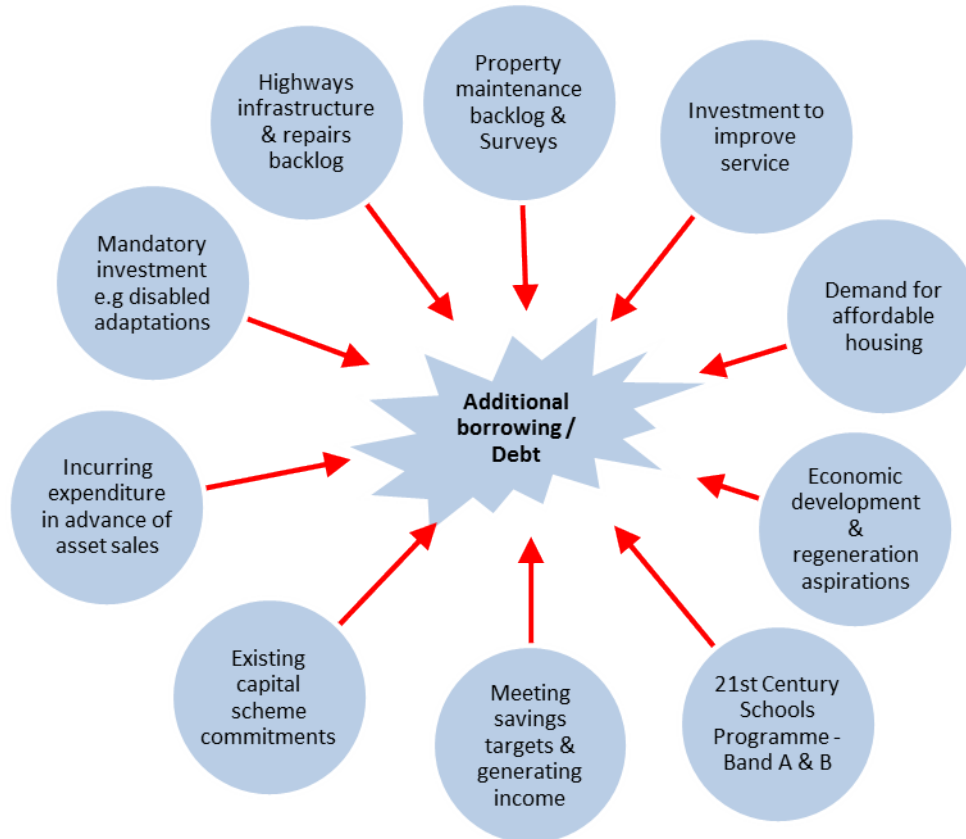 Property
maintenance
backlog &
Surveys
Investment to
improve
service
Demand for
affordable
housing
Economic
development
&
regeneration
aspirations
21st Century
Schools
Programme -
Band A & B
Meeting
savings
targets &
generating
income
Existing
capital
scheme
commitments
Incurring
expenditure
in advance of
asset sales
Mandatory
investment
e.g disabled
adaptations
Highways
infrastructure
& repairs
backlog
Additional
borrowing /
Debt